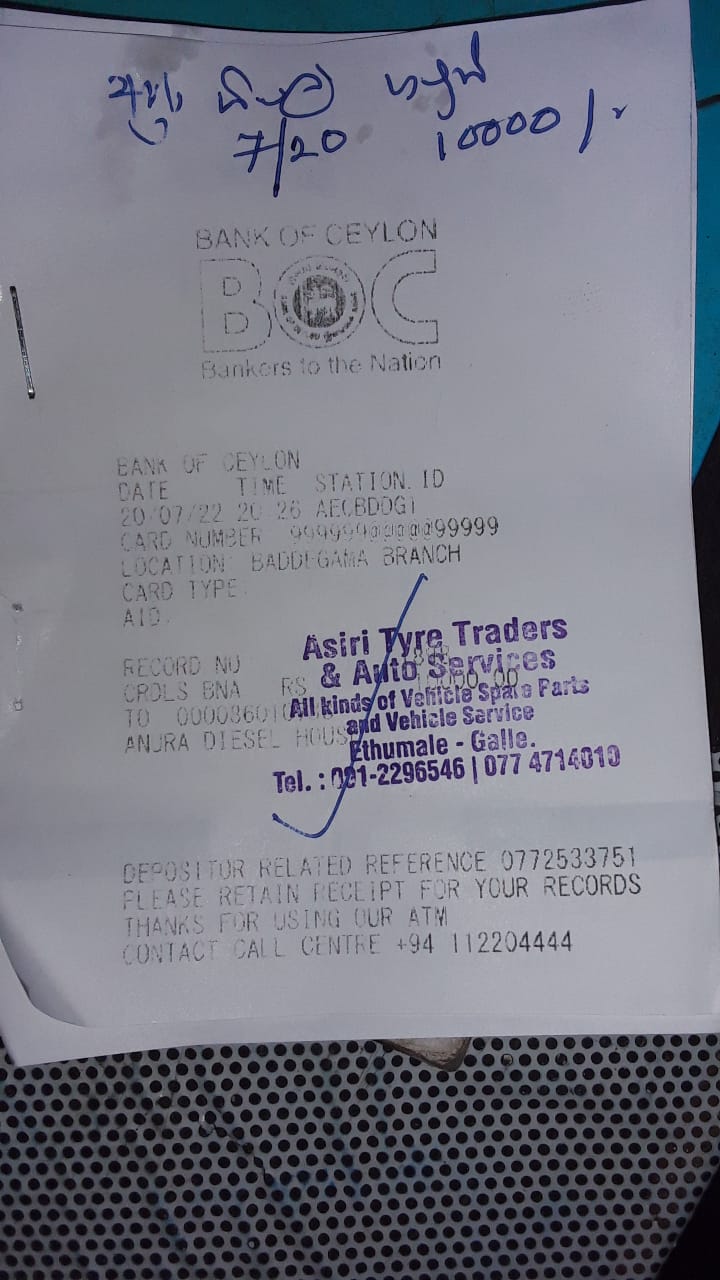 7/20 10000/-
BANK OF CEYLON
BOC
Bankers to the Nation
BANK OF CEYLON
DATE TIME STATION ID
20/07/22 20:26 AECBDDG1
CARD NUMBER 999999@@@@@@99999
LOCATION: BADDEGAMA BRANCH
CARD TYPE:
AID:
Asiri Tyre Traders
RECORD NO
& Auto Services
CRDLS BNA RS
All kinds of Vehicle Spare Parts
TO
and Vehicle Service
ANURA DIESEL HOUSE
Ethumale - Galle.
Tel. : 091-2296546 | 077 4714010
DEPOSITOR RELATED REFERENCE 0772533751
PLEASE RETAIN RECEIPT FOR YOUR RECORDS
THANKS FOR USING OUR ATM
CONTACT CALL CENTRE +94 112204444